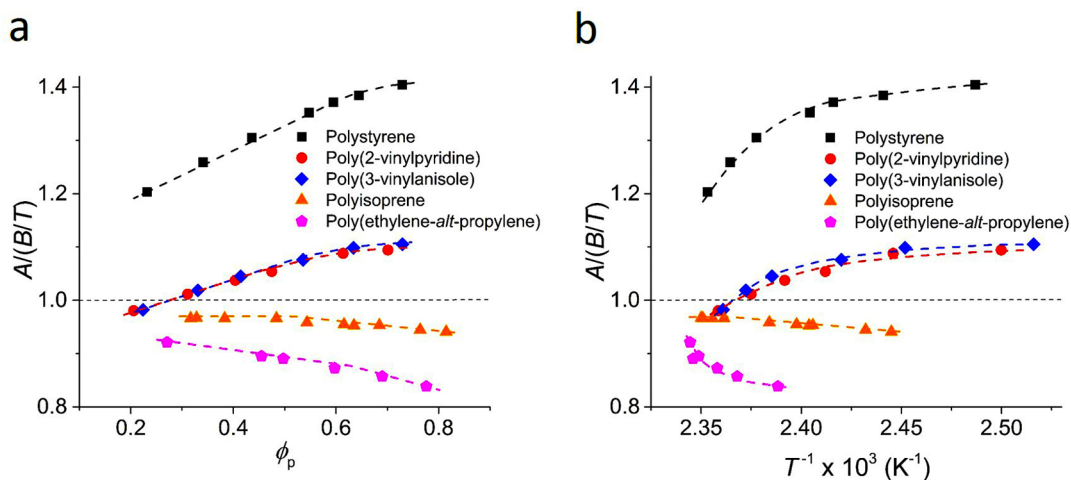 a
A/(B/T)
1.4
1.2
1.0
0.8
Polystyrene
Poly(2-vinylpyridine)
Poly(3-vinylanisole)
Polyisoprene
Poly(ethylene-alt-propylene)
0.2 0.4 0.6 0.8
ϕp
b
A/(B/T)
1.4
1.2
1.0
0.8
Polystyrene
Poly(2-vinylpyridine)
Poly(3-vinylanisole)
Polyisoprene
Poly(ethylene-alt-propylene)
2.35 2.40 2.45 2.50
T⁻¹ x 10³ (K⁻¹)